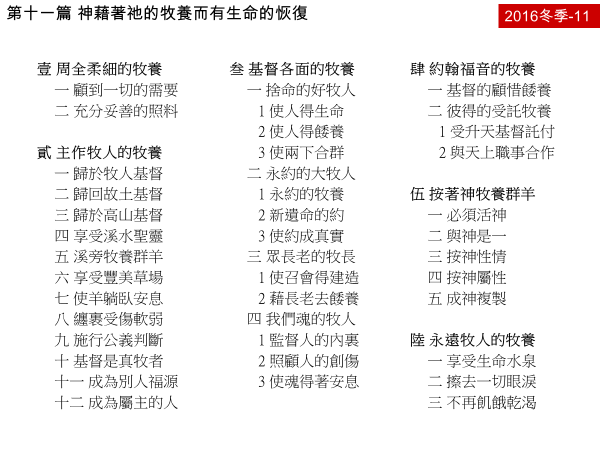 第十一篇 神藉著祂的牧養而有生命的恢復
2016冬季-11
壹 周全柔細的牧養
一 顧到一切的需要
二 充分妥善的照料
貳 主作牧人的牧養
一 歸於牧人基督
二 歸回故土基督
三 歸於高山基督
四 享受溪水聖靈
五 溪旁牧養群羊
六 享受豐美草場
七 使羊躺臥安息
八 纏裹受傷軟弱
九 施行公義判斷
十 基督是真牧者
十一 成為別人福源
十二 成為屬主的人
叁 基督各面的牧養
一 捨命的好牧人
1 使人得生命
2 使人得餧養
3 使兩下合群
二 永約的大牧人
1 永約的牧養
2 新遺命的約
3 使約成真實
三 眾長老的牧長
1 使召會得建造
2 藉長老去餧養
四 我們魂的牧人
1 監督人的內裏
2 照顧人的創傷
3 使魂得著安息
肆 約翰福音的牧養
一 基督的顧惜餧養
二 彼得的受託牧養
1 受升天基督託付
2 與天上職事合作
伍 按著神牧養群羊
一 必須活神
二 與神是一
三 按神性情
四 按神屬性
五 成神複製
陸 永遠牧人的牧養
一 享受生命水泉
二 擦去一切眼淚
三 不再飢餓乾渴